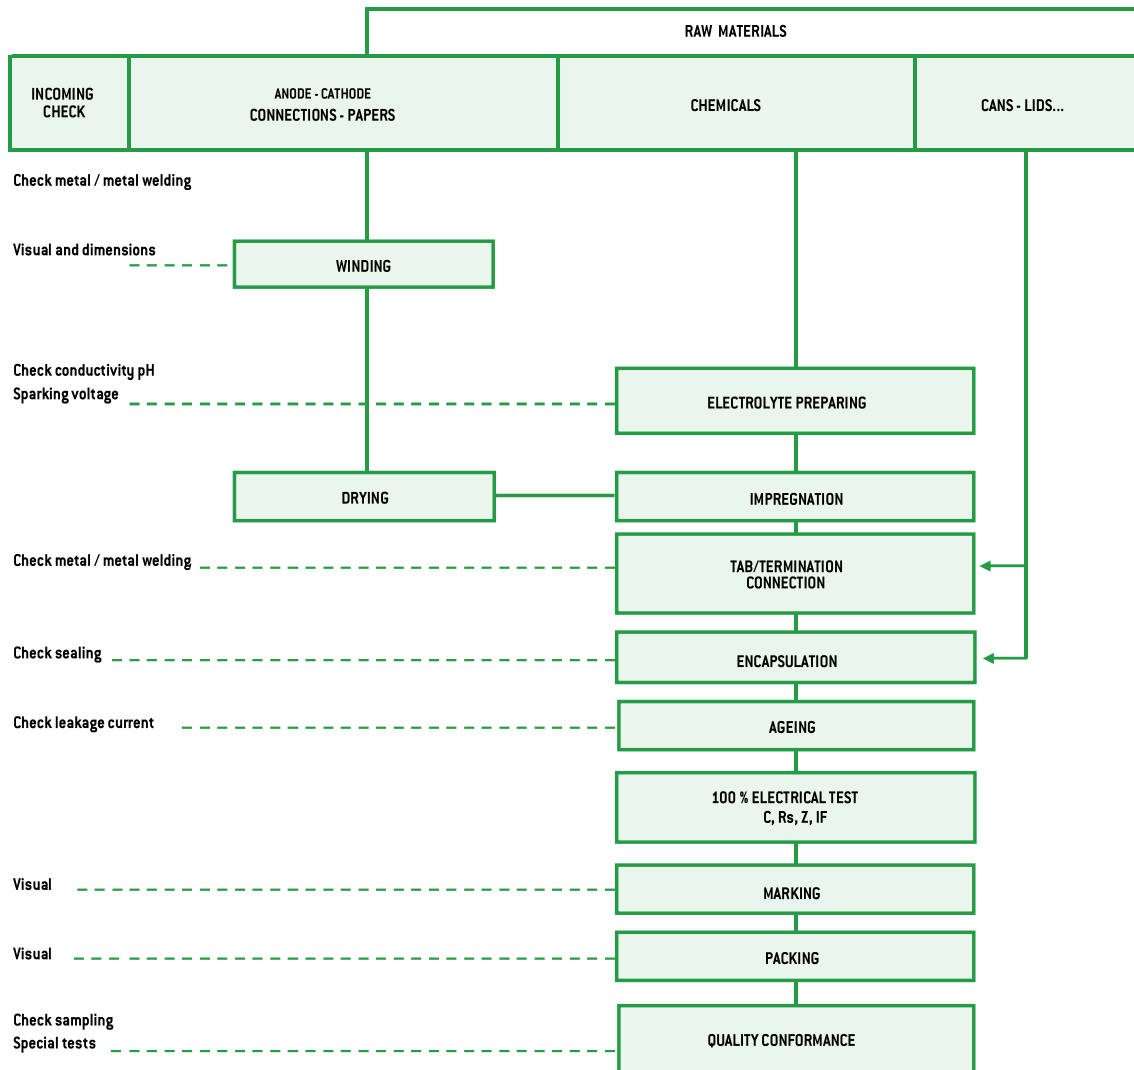 RAW MATERIALS
INCOMING
CHECK
ANODE - CATHODE
CONNECTIONS - PAPERS
CHEMICALS
CANS - LIDS...
Check metal / metal welding
Visual and dimensions
WINDING
Check conductivity pH
Sparking voltage
ELECTROLYTE PREPARING
DRYING
IMPREGNATION
Check metal / metal welding
TAB/TERMINATION
CONNECTION
Check sealing
ENCAPSULATION
Check leakage current
AGEING
100 % ELECTRICAL TEST
C, Rs, Z, IF
Visual
MARKING
Visual
PACKING
Check sampling
Special tests
QUALITY CONFORMANCE